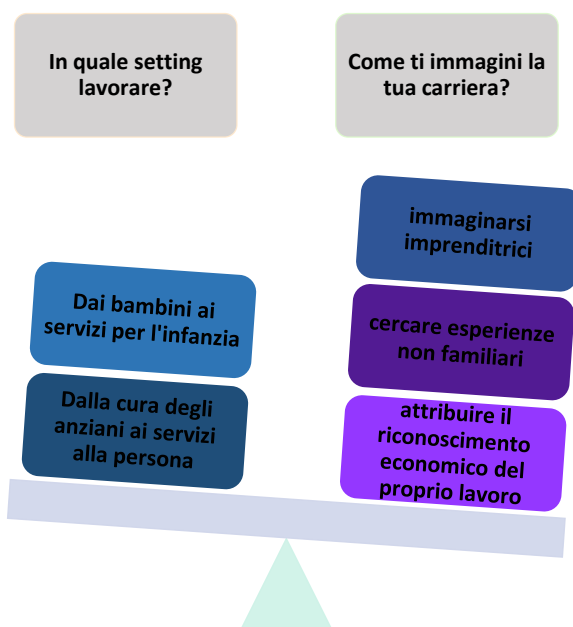 In quale setting
lavorare?
Come ti immagini la
tua carriera?
immaginarsi
imprenditrici
Dai bambini ai
servizi per l'infanzia
cercare esperienze
non familiari
Dalla cura degli
anziani ai servizi
alla persona
attribuire il
riconoscimento
economico del
proprio lavoro